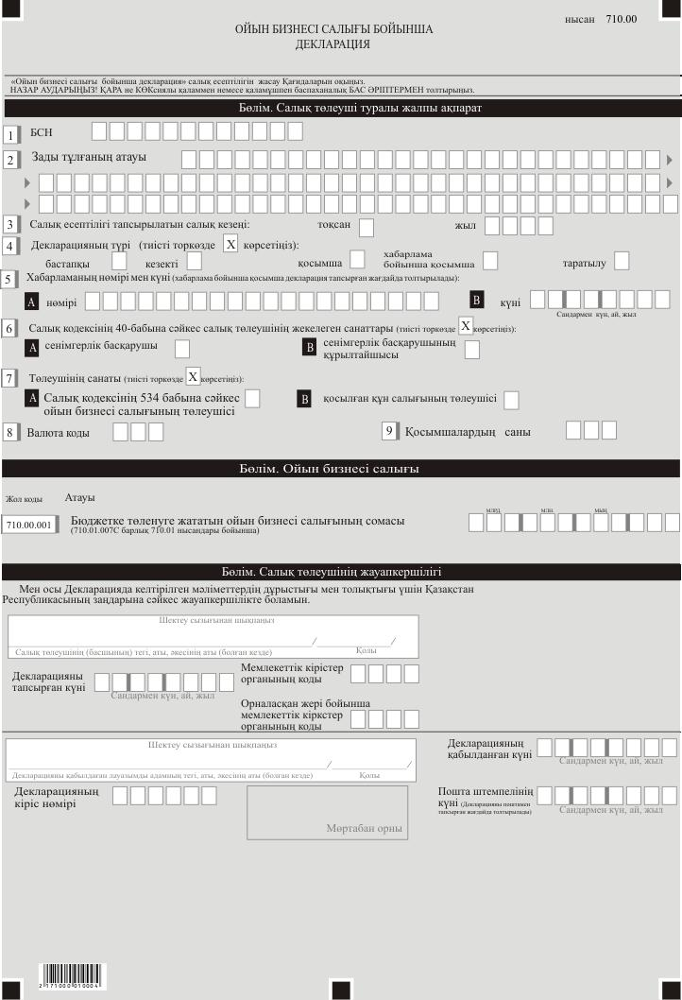 нысан 710.00
ОЙЫН БИЗНЕСІ САЛЫҒЫ БОЙЫНША
ДЕКЛАРАЦИЯ
«Ойын бизнесі салығы бойынша декларация» салық есептілігін жасау Қағидаларын оқыңыз.
НАЗАР АУДАРЫҢЫЗ! ҚАРА не КӨКсиялы қаламмен немесе қаламұшпен баспаханалық БАС ӘРІПТЕРМЕН толтырыңыз.
Бөлім. Салық төлеуші туралы жалпы ақпарат
1 БСН
2 Заңды тұлғаның атауы
3 Салық есептілігі тапсырылатын салық кезеңі: тоқсан жыл
4 Декларацияның түрі (тиісті торкөзде X көрсетіңіз):
бастапқы кезекті қосымша хабарлама
бойынша қосымша таратылу
5 Хабарламаның нөмірі мен күні (хабарлама бойынша қосымша декларация тапсырған жағдайда толтырылады):
A нөмірі B күні
Сандармен күн, ай, жыл
6 Салық кодексінің 40-бабына сәйкес салық төлеушінің жекелеген санаттары (тиісті торкөзде X көрсетіңіз):
A сенімгерлік басқарушы B сенімгерлік басқарушының
құрылтайшысы
7 Төлеушінің санаты (тиісті торкөзде X көрсетіңіз):
A Салық кодексінің 534 бабына сәйкес
ойын бизнесі салығының төлеушісі B қосылған құн салығының төлеушісі
8 Валюта коды 9 Қосымшалардың саны
Бөлім. Ойын бизнесі салығы
Жол коды Атауы
млрд. млн. мың.
710.00.001 Бюджетке төленуге жататын ойын бизнесі салығының сомасы
(710.01.007С барлық 710.01 нысандары бойынша)
Бөлім. Салық төлеушінің жауапкершілігі
Мен осы Декларацияда келтірілген мәліметтердің дұрыстығы мен толықтығы үшін Қазақстан
Республикасының заңдарына сәйкес жауапкершілікте боламын.
Шектеу сызығынан шықпаңыз
/ /
Салық төлеушінің (басшының) тегі, аты, әкесінің аты (болған кезде) Қолы
Декларацияны
тапсырған күні
Сандармен күн, ай, жыл
Мемлекеттік кірістер
органының коды
Орналасқан жері бойынша
мемлекеттік кіркстер
органының коды
Шектеу сызығынан шықпаңыз
/ /
Декларацияны қабылдаған лауазымды адамның тегі, аты, әкесінің аты (болған кезде) Қолы
Декларацияның
қабылданған күні
Сандармен күн, ай, жыл
Декларацияның
кіріс нөмірі
Мөртабан орны
Пошта штемпелінің
күні (Декларацияны поштамен
тапсырған жағдайда толтырылады)
Сандармен күн, ай, жыл
2171000010004